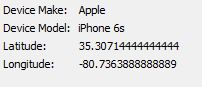 Device Make: Apple
Device Model: iPhone 6s
Latitude: 35.30714444444444
Longitude: -80.7363888888889